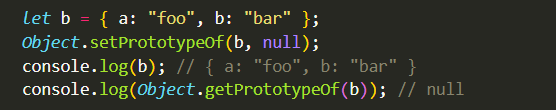 let b = { a: "foo", b: "bar" };
Object.setPrototypeOf(b, null);
console.log(b); // { a: "foo", b: "bar" }
console.log(Object.getPrototypeOf(b)); // null